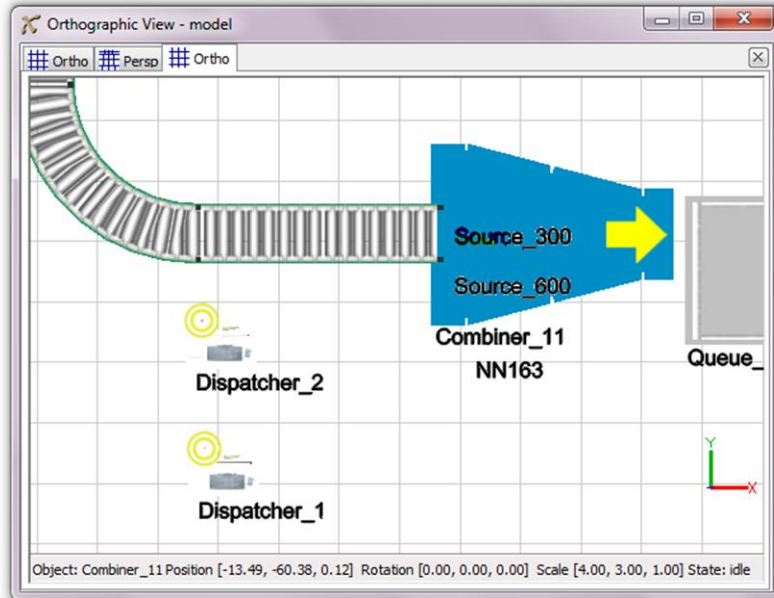 Orthographic View - model
Ortho Persp Ortho
Source_300
Source_600
Combiner_11
NN163
Queue_
Dispatcher_2
Dispatcher_1
Y
X
Object: Combiner_11 Position [-13.49, -60.38, 0.12] Rotation [0.00, 0.00, 0.00] Scale [4.00, 3.00, 1.00] State: idle